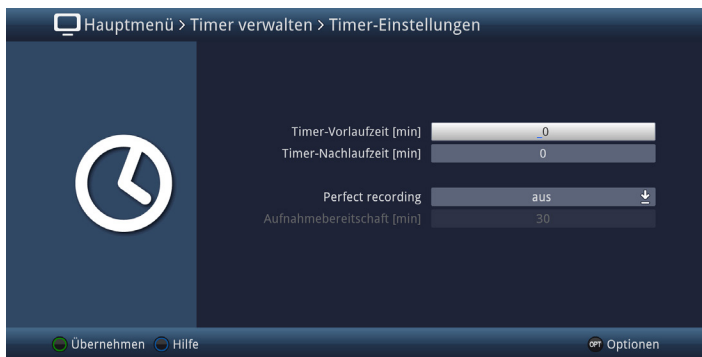 Hauptmenü > Timer verwalten > Timer-Einstellungen
Timer-Vorlaufzeit [min] _0
Timer-Nachlaufzeit [min] 0
Perfect recording aus
Aufnahmebereitschaft [min] 30
Übernehmen Hilfe OPT Optionen